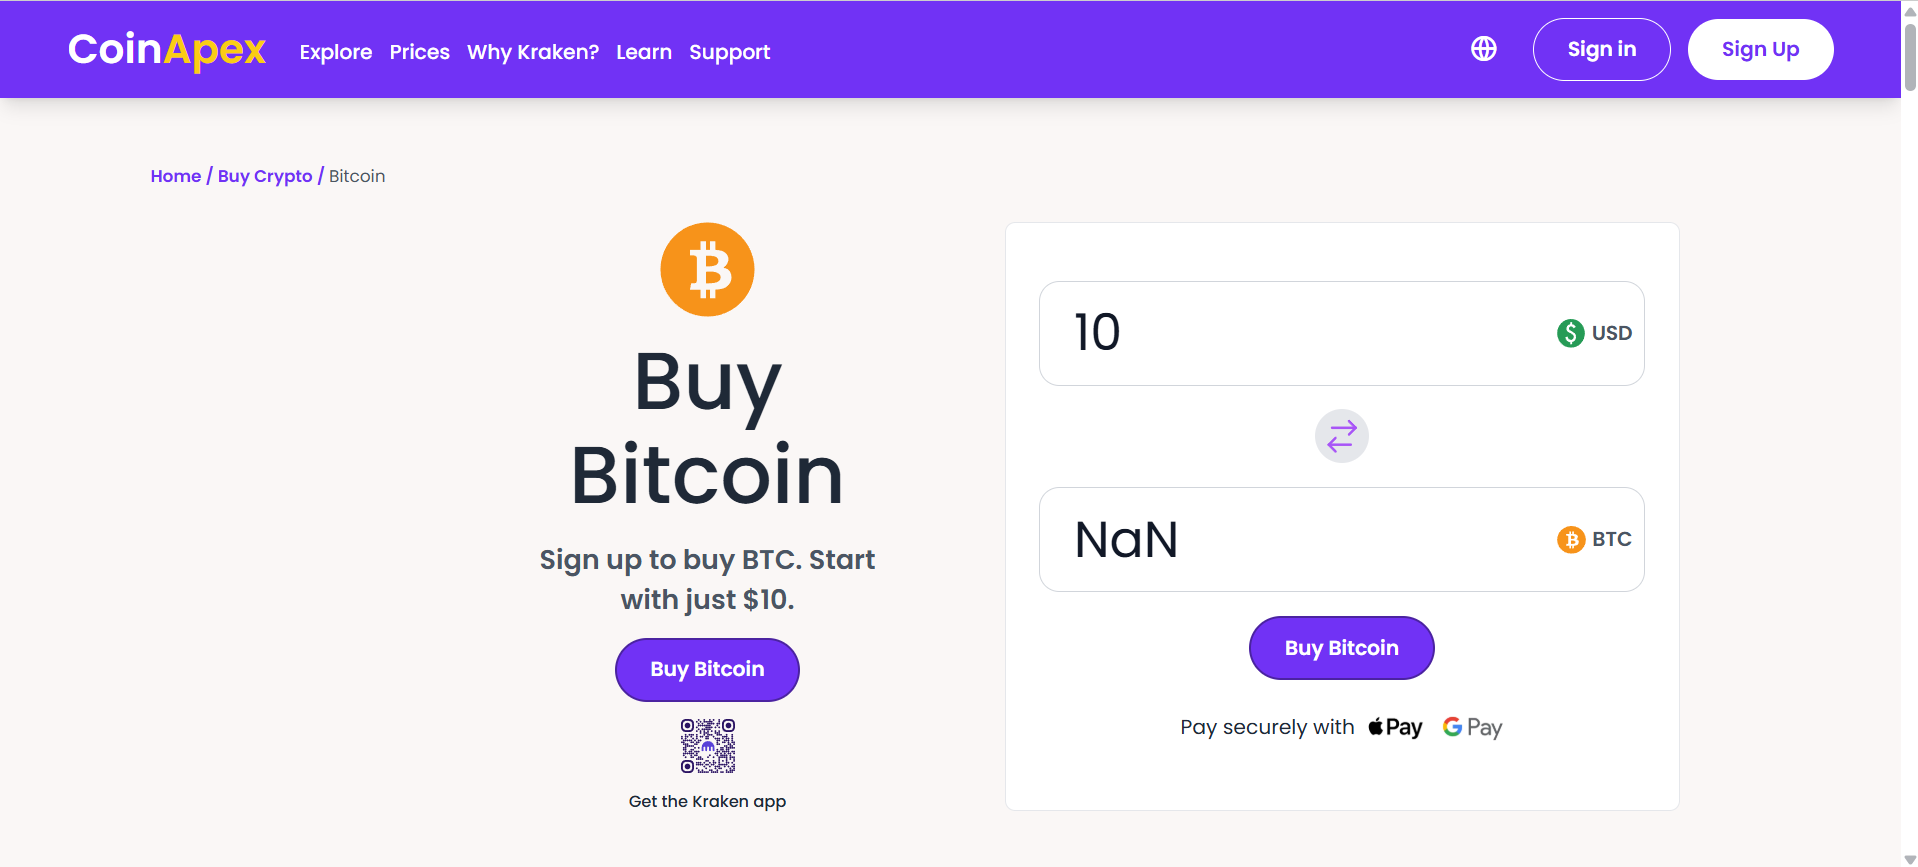 CoinApex Explore Prices Why Kraken? Learn Support Sign in Sign Up
Home / Buy Crypto / Bitcoin
Buy
Bitcoin
Sign up to buy BTC. Start
with just $10.
Buy Bitcoin
Get the Kraken app
10 USD
NaN BTC
Buy Bitcoin
Pay securely with Apple Pay G Pay